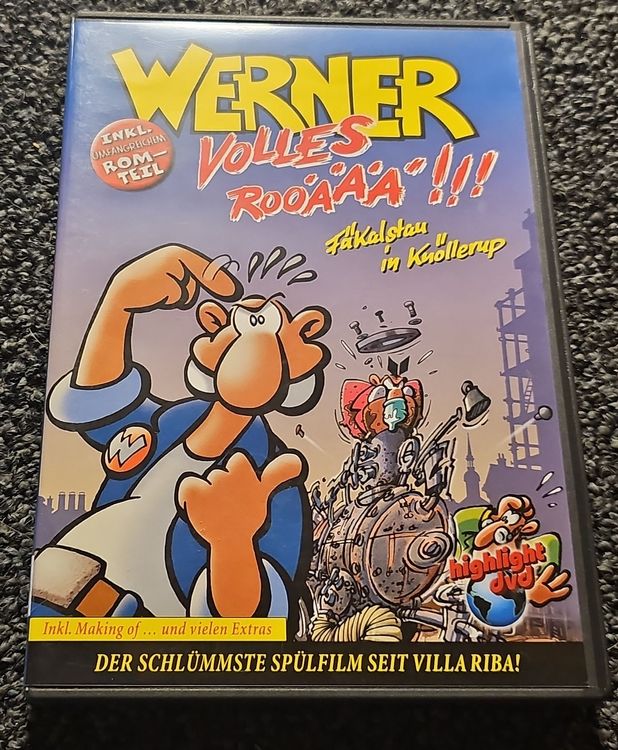 WERNER
INKL.
UMFANGREICHEM
ROM-
TEIL
VOLLES
ROOÄÄÄ!!!
Fäkalstau
in Knöllerup
W
highlight
dvd
Inkl. Making of ... und vielen Extras
DER SCHLÜMMSTE SPÜLFILM SEIT VILLA RIBA!